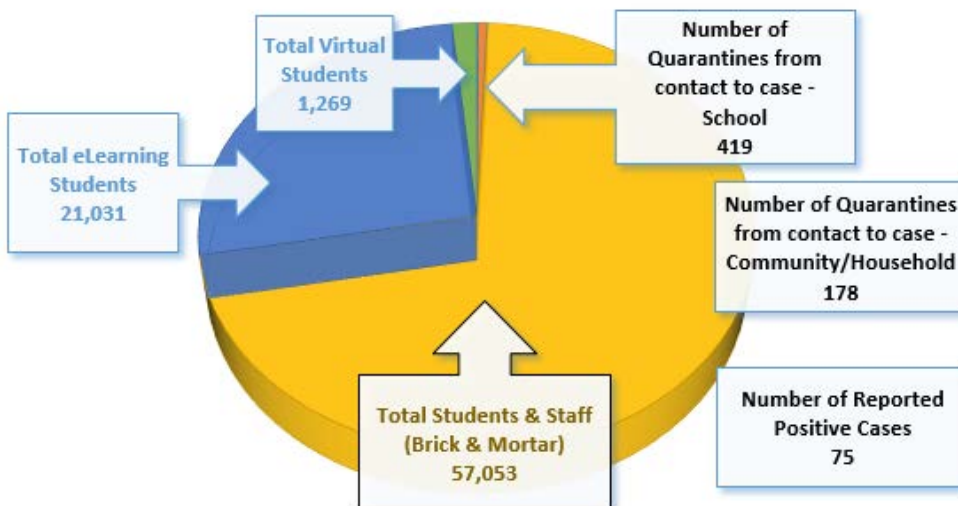 Total Virtual
Students
1,269
Number of
Quarantines from
contact to case -
School
419
Total eLearning
Students
21,031
Number of Quarantines
from contact to case -
Community/Household
178
Total Students & Staff
(Brick & Mortar)
57,053
Number of Reported
Positive Cases
75